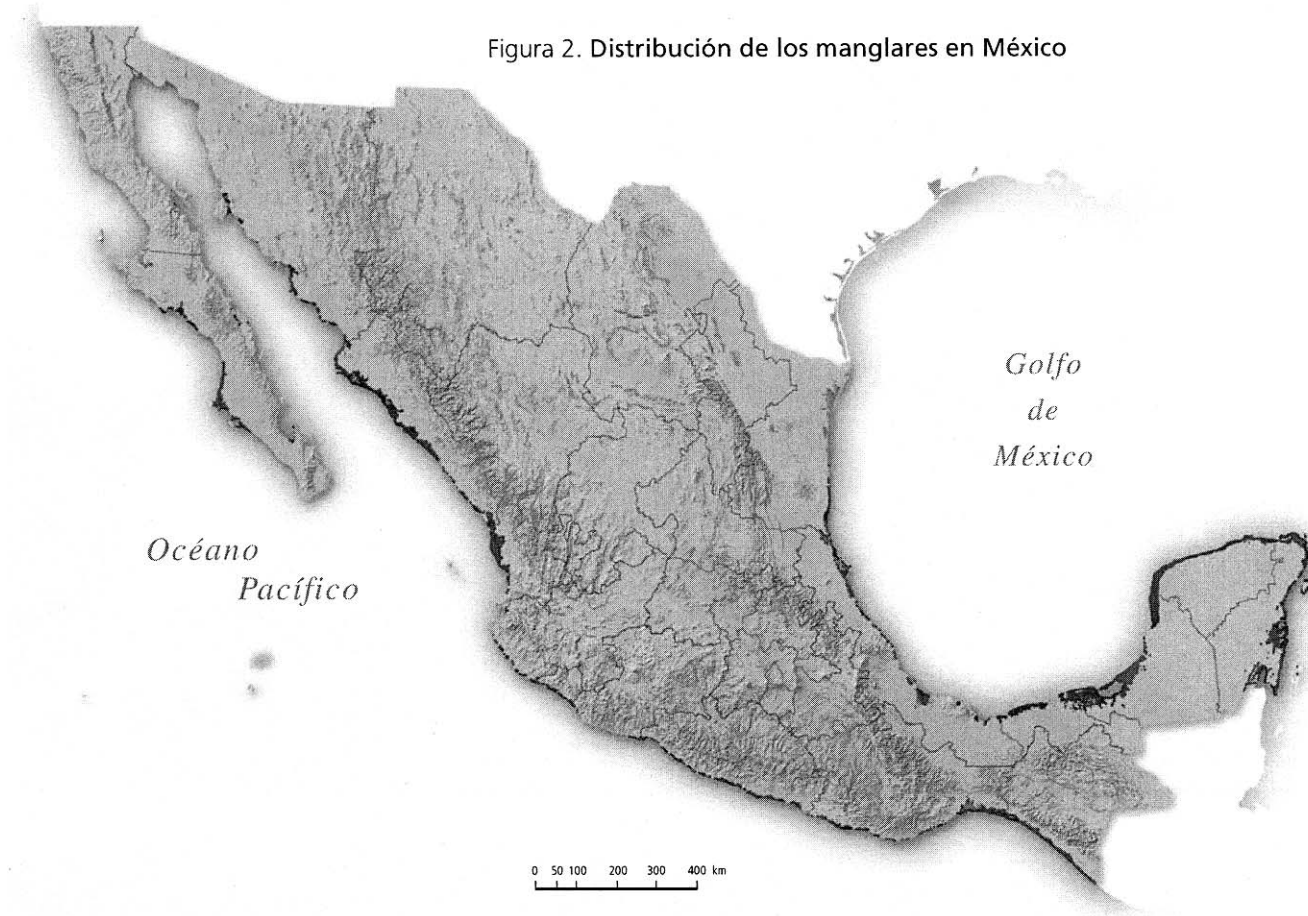 Figura 2. Distribución de los manglares en México
Golfo
de
México
Océano
Pacífico
0 50 100 200 300 400 km